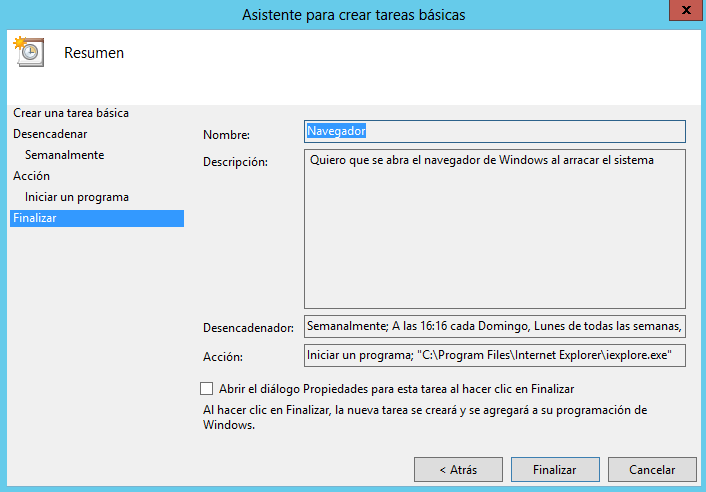 Asistente para crear tareas básicas
x
Resumen
Crear una tarea básica
Desencadenar
Semanalmente
Acción
Iniciar un programa
Finalizar
Nombre: Navegador
Descripción: Quiero que se abra el navegador de Windows al arracar el sistema
Desencadenador: Semanalmente; A las 16:16 cada Domingo, Lunes de todas las semanas,
Acción: Iniciar un programa; "C:\Program Files\Internet Explorer\iexplore.exe"
Abrir el diálogo Propiedades para esta tarea al hacer clic en Finalizar
Al hacer clic en Finalizar, la nueva tarea se creará y se agregará a su programación de
Windows.
< Atrás Finalizar Cancelar